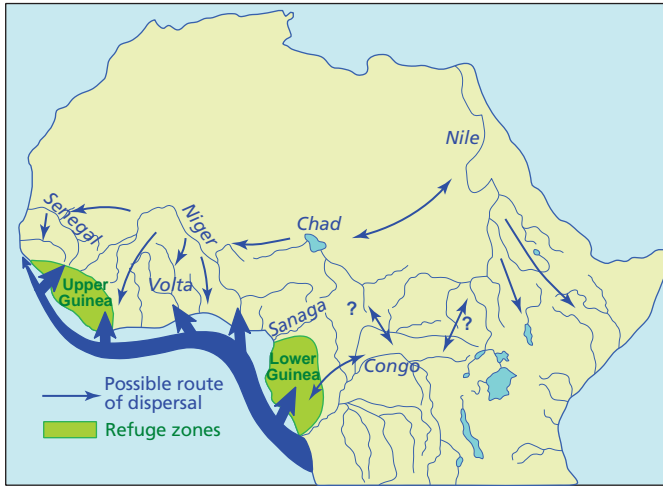 Nile
Senegal
Niger
Chad
Upper
Guinea
Volta
Sanaga
?
?
Lower
Guinea
Congo
Possible route
of dispersal
Refuge zones